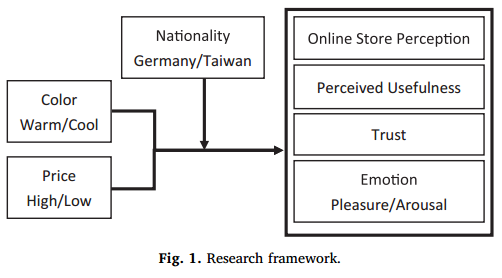 Nationality
Germany/Taiwan
Color
Warm/Cool
Price
High/Low
Online Store Perception
Perceived Usefulness
Trust
Emotion
Pleasure/Arousal
Fig. 1. Research framework.